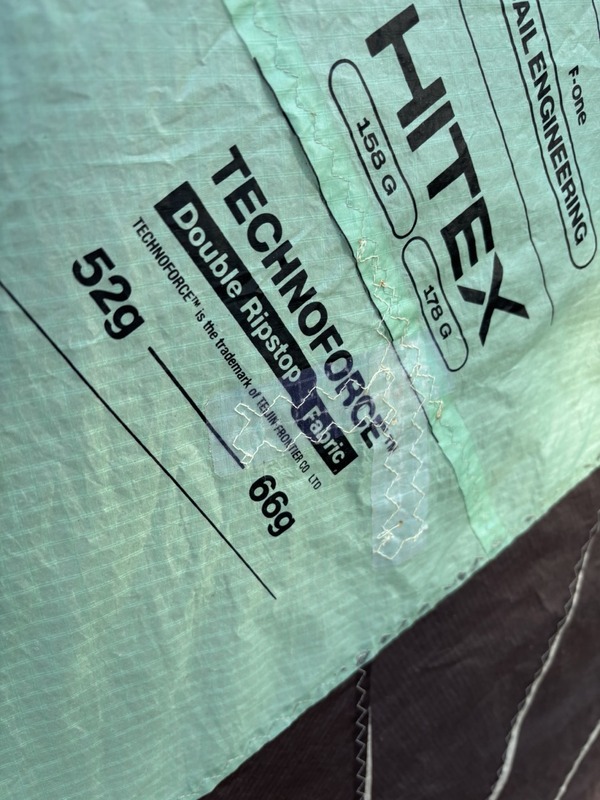 F-one
AIL ENGINEERING
HITEX
158 G
178 G
TECHNOFORCE™
Double Ripstop Fabric
TECHNOFORCE™ is the trademark of TEIJIN FRONTIER CO LTD
52g
66g